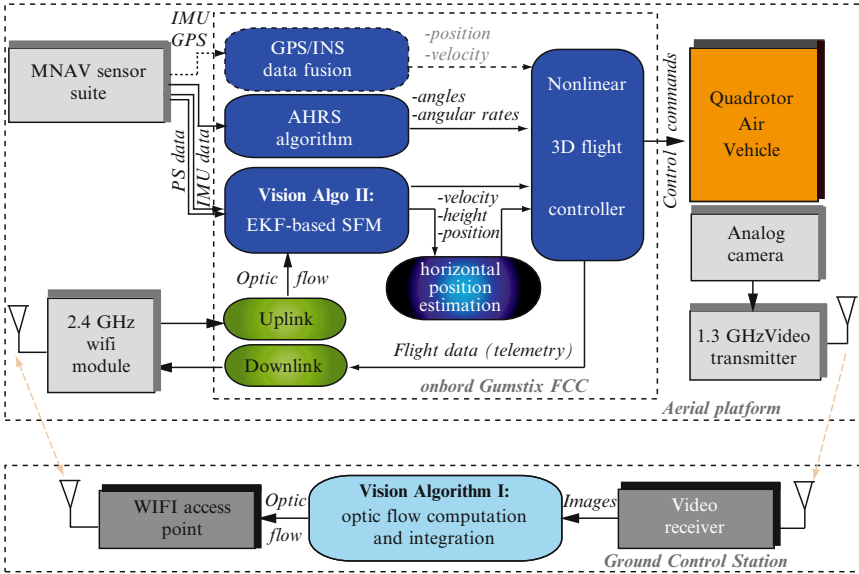 IMU
GPS
MNAV sensor
suite
PS data
IMU data
GPS/INS
data fusion
-position
-velocity
AHRS
algorithm
-angles
-angular rates
Vision Algo II:
EKF-based SFM
-velocity
-height
-position
Nonlinear
3D flight
controller
Control commands
Quadrotor
Air
Vehicle
Analog
camera
1.3 GHzVideo
transmitter
horizontal
position
estimation
Optic flow
Uplink
Downlink
2.4 GHz
wifi
module
Flight data (telemetry)
onbord Gumstix FCC
Aerial platform
WIFI access
point
Optic
flow
Vision Algorithm I:
optic flow computation
and integration
Images
Video
receiver
Ground Control Station